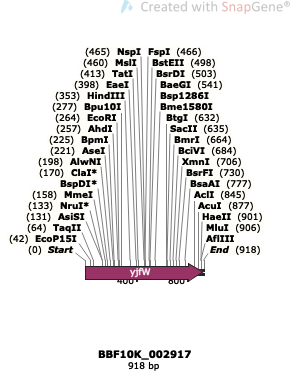 Created with SnapGene®
(465) NspI FspI (466)
(460) MslI BstEII (498)
(413) TatI BsrDI (503)
(398) EaeI BaeGI (541)
(353) HindIII Bsp1286I
(277) Bpu10I Bme1580I
(264) EcoRI BtgI (632)
(257) AhdI SacII (635)
(225) BpmI BmrI (664)
(221) AseI BciVI (684)
(198) AlwNI XmnI (706)
(170) ClaI* BsrFI (730)
BspDI* BsaAI (777)
(158) MmeI AclI (845)
(133) NruI* AcuI (877)
(131) AsiSI HaeII (901)
(64) TaqII MluI (906)
(42) EcoP15I AflIII
(0) Start End (918)
yjfW
400 800
BBF10K_002917
918 bp